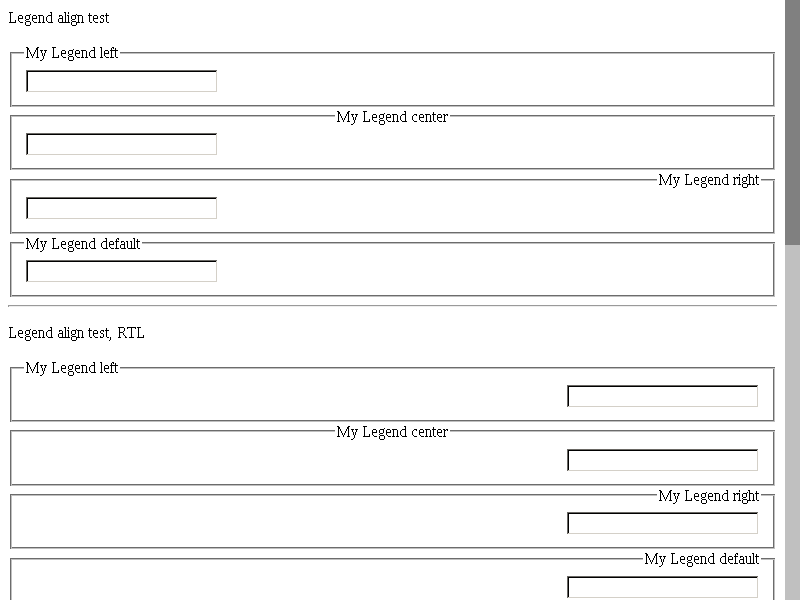 Legend align test
My Legend left
My Legend center
My Legend right
My Legend default
Legend align test, RTL
My Legend left
My Legend center
My Legend right
My Legend default